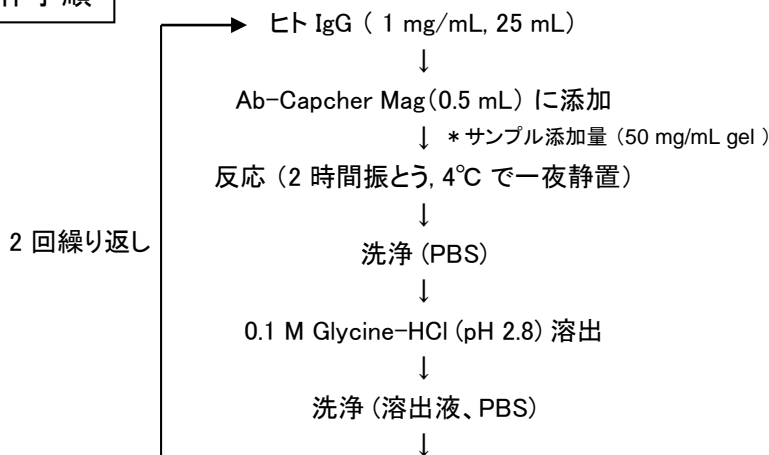 ヒト IgG ( 1 mg/mL, 25 mL)
↓
Ab-Capcher Mag(0.5 mL) に添加
↓ *サンプル添加量 (50 mg/mL gel )
反応 (2 時間振とう, 4℃ で一夜静置)
↓
2 回繰り返し
洗浄 (PBS)
↓
0.1 M Glycine-HCl (pH 2.8) 溶出
↓
洗浄 (溶出液、PBS)
↓